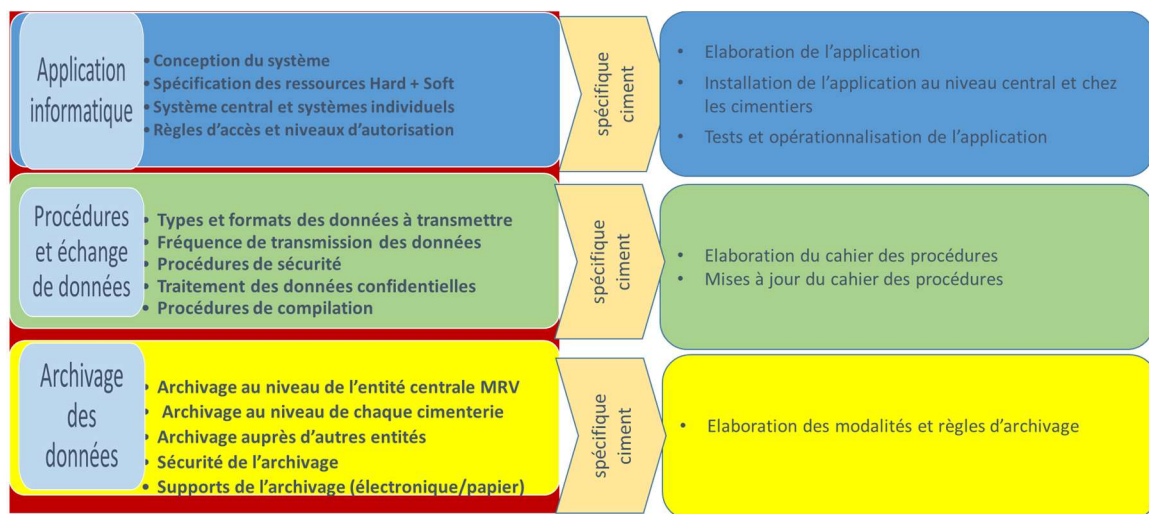 Application
informatique
• Conception du système
• Spécification des ressources Hard + Soft
• Système central et systèmes individuels
• Règles d’accès et niveaux d’autorisation
spécifique
ciment
• Elaboration de l’application
• Installation de l’application au niveau central et chez
les cimentiers
• Tests et opérationnalisation de l’application
Procédures
et échange
de données
• Types et formats des données à transmettre
• Fréquence de transmission des données
• Procédures de sécurité
• Traitement des données confidentielles
• Procédures de compilation
spécifique
ciment
• Elaboration du cahier des procédures
• Mises à jour du cahier des procédures
Archivage
des
données
• Archivage au niveau de l’entité centrale MRV
• Archivage au niveau de chaque cimenterie
• Archivage auprès d’autres entités
• Sécurité de l’archivage
• Supports de l’archivage (électronique/papier)
spécifique
ciment
• Elaboration des modalités et règles d’archivage